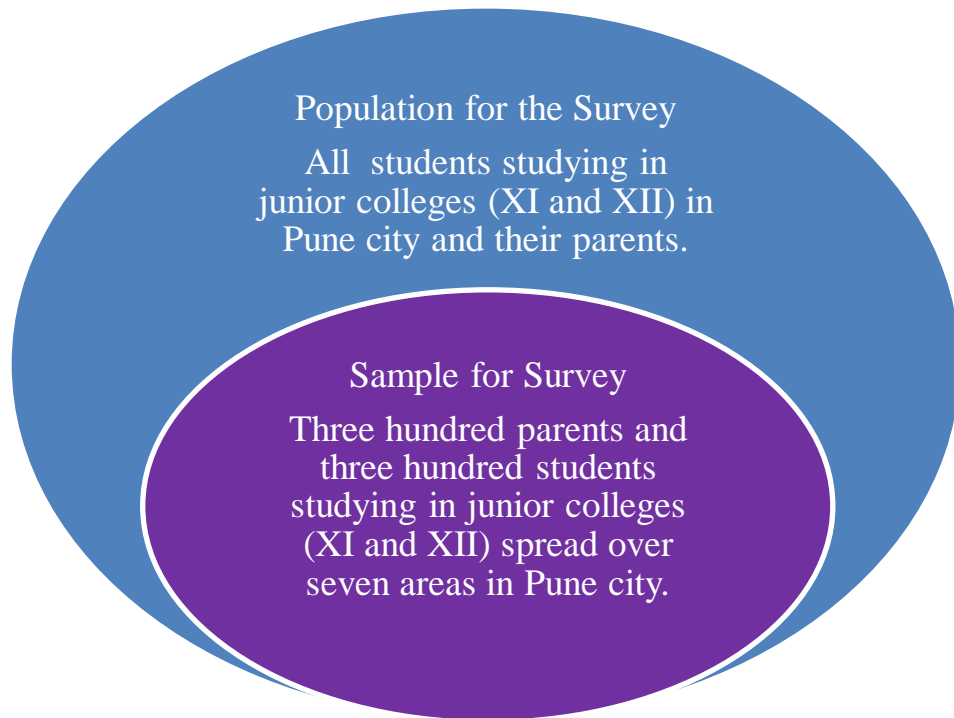 Population for the Survey
All students studying in
junior colleges (XI and XII) in
Pune city and their parents.
Sample for Survey
Three hundred parents and
three hundred students
studying in junior colleges
(XI and XII) spread over
seven areas in Pune city.